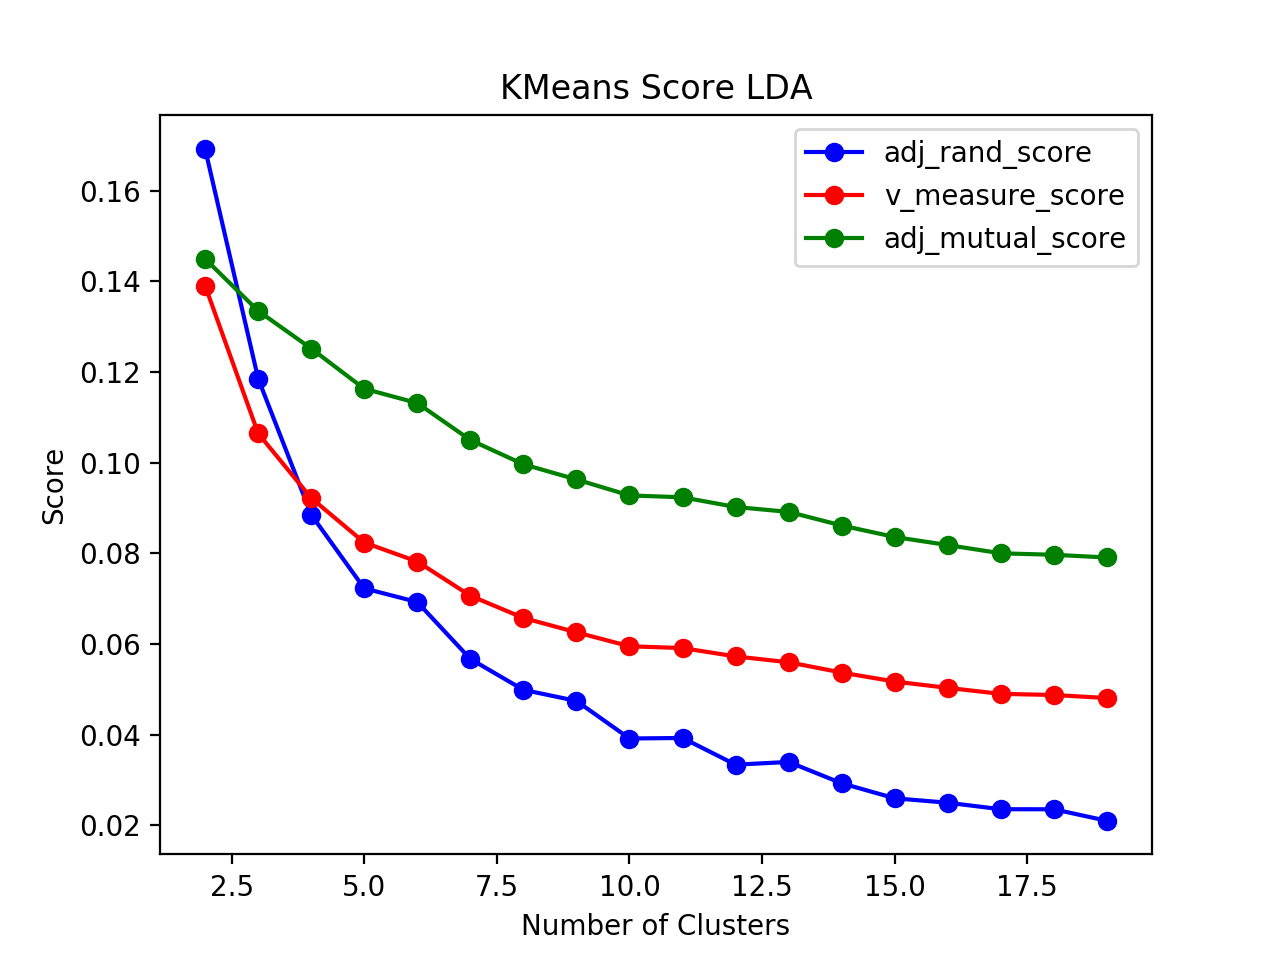 KMeans Score LDA
adj_rand_score
v_measure_score
adj_mutual_score
Score
0.16
0.14
0.12
0.10
0.08
0.06
0.04
0.02
2.5 5.0 7.5 10.0 12.5 15.0 17.5
Number of Clusters